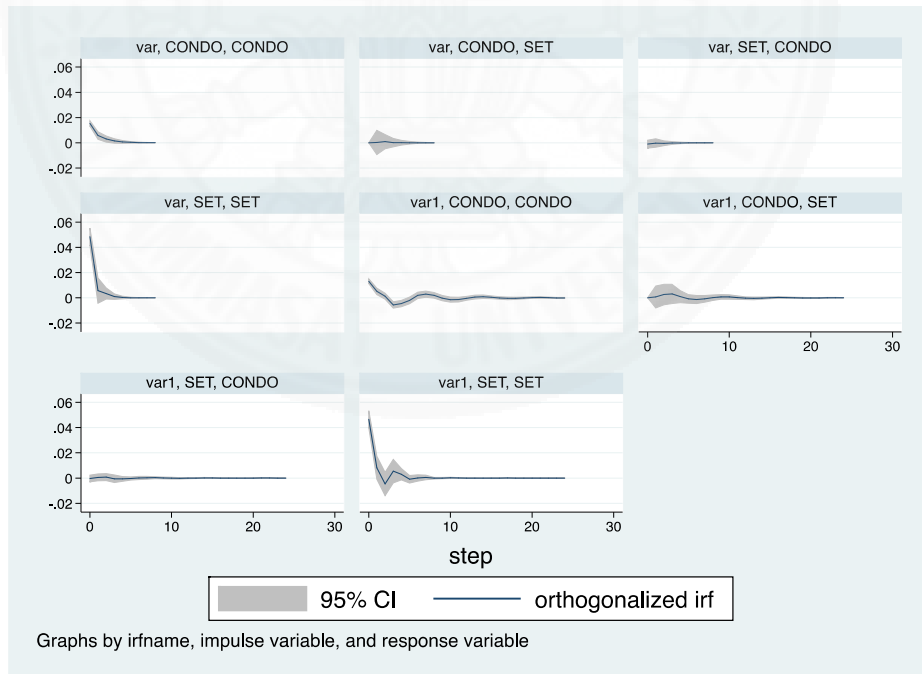 var, CONDO, CONDO
var, CONDO, SET
var, SET, CONDO
.06
.04
.02
0
-.02
var, SET, SET
var1, CONDO, CONDO
var1, CONDO, SET
.06
.04
.02
0
-.02
0 10 20 30
var1, SET, CONDO
var1, SET, SET
.06
.04
.02
0
-.02
0 10 20 30
0 10 20 30
step
95% CI
orthogonalized irf
Graphs by irfname, impulse variable, and response variable